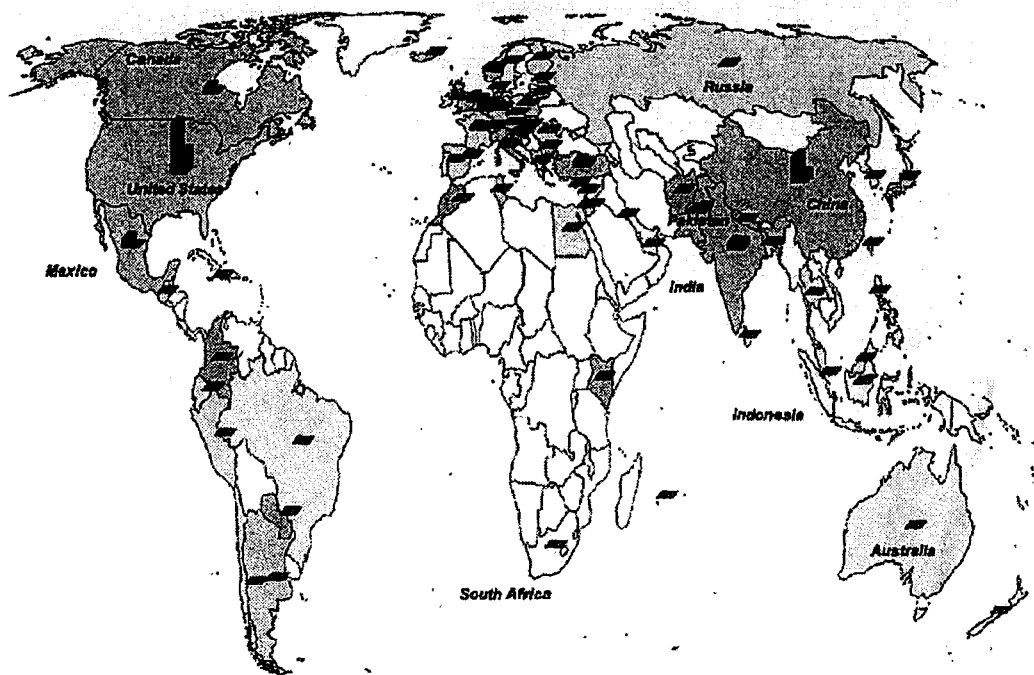 Canada
Russia
United States
China
Pakistan
Mexico
India
Indonesia
Australia
South Africa